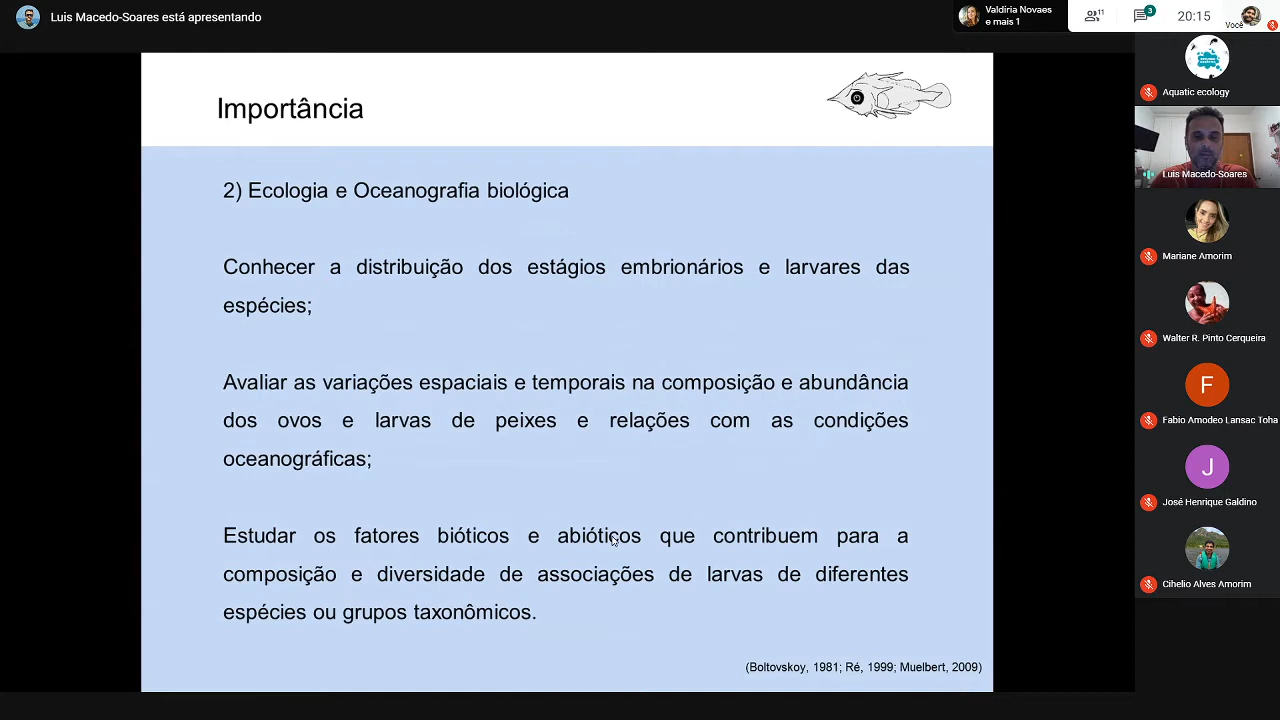 Luis Macedo-Soares está apresentando
Valdíria Novaes
e mais 1
11
3
20:15
Você
Importância
2) Ecologia e Oceanografia biológica
Conhecer a distribuição dos estágios embrionários e larvares das
espécies;
Avaliar as variações espaciais e temporais na composição e abundância
dos ovos e larvas de peixes e relações com as condições
oceanográficas;
Estudar os fatores bióticos e abióticos que contribuem para a
composição e diversidade de associações de larvas de diferentes
espécies ou grupos taxonômicos.
(Boltovskoy, 1981; Ré, 1999; Muelbert, 2009)
Aquatic ecology
Luis Macedo-Soares
Mariane Amorim
Walter R. Pinto Cerqueira
F
Fabio Amodeo Lansac Toha
J
José Henrique Galdino
Cihelio Alves Amorim